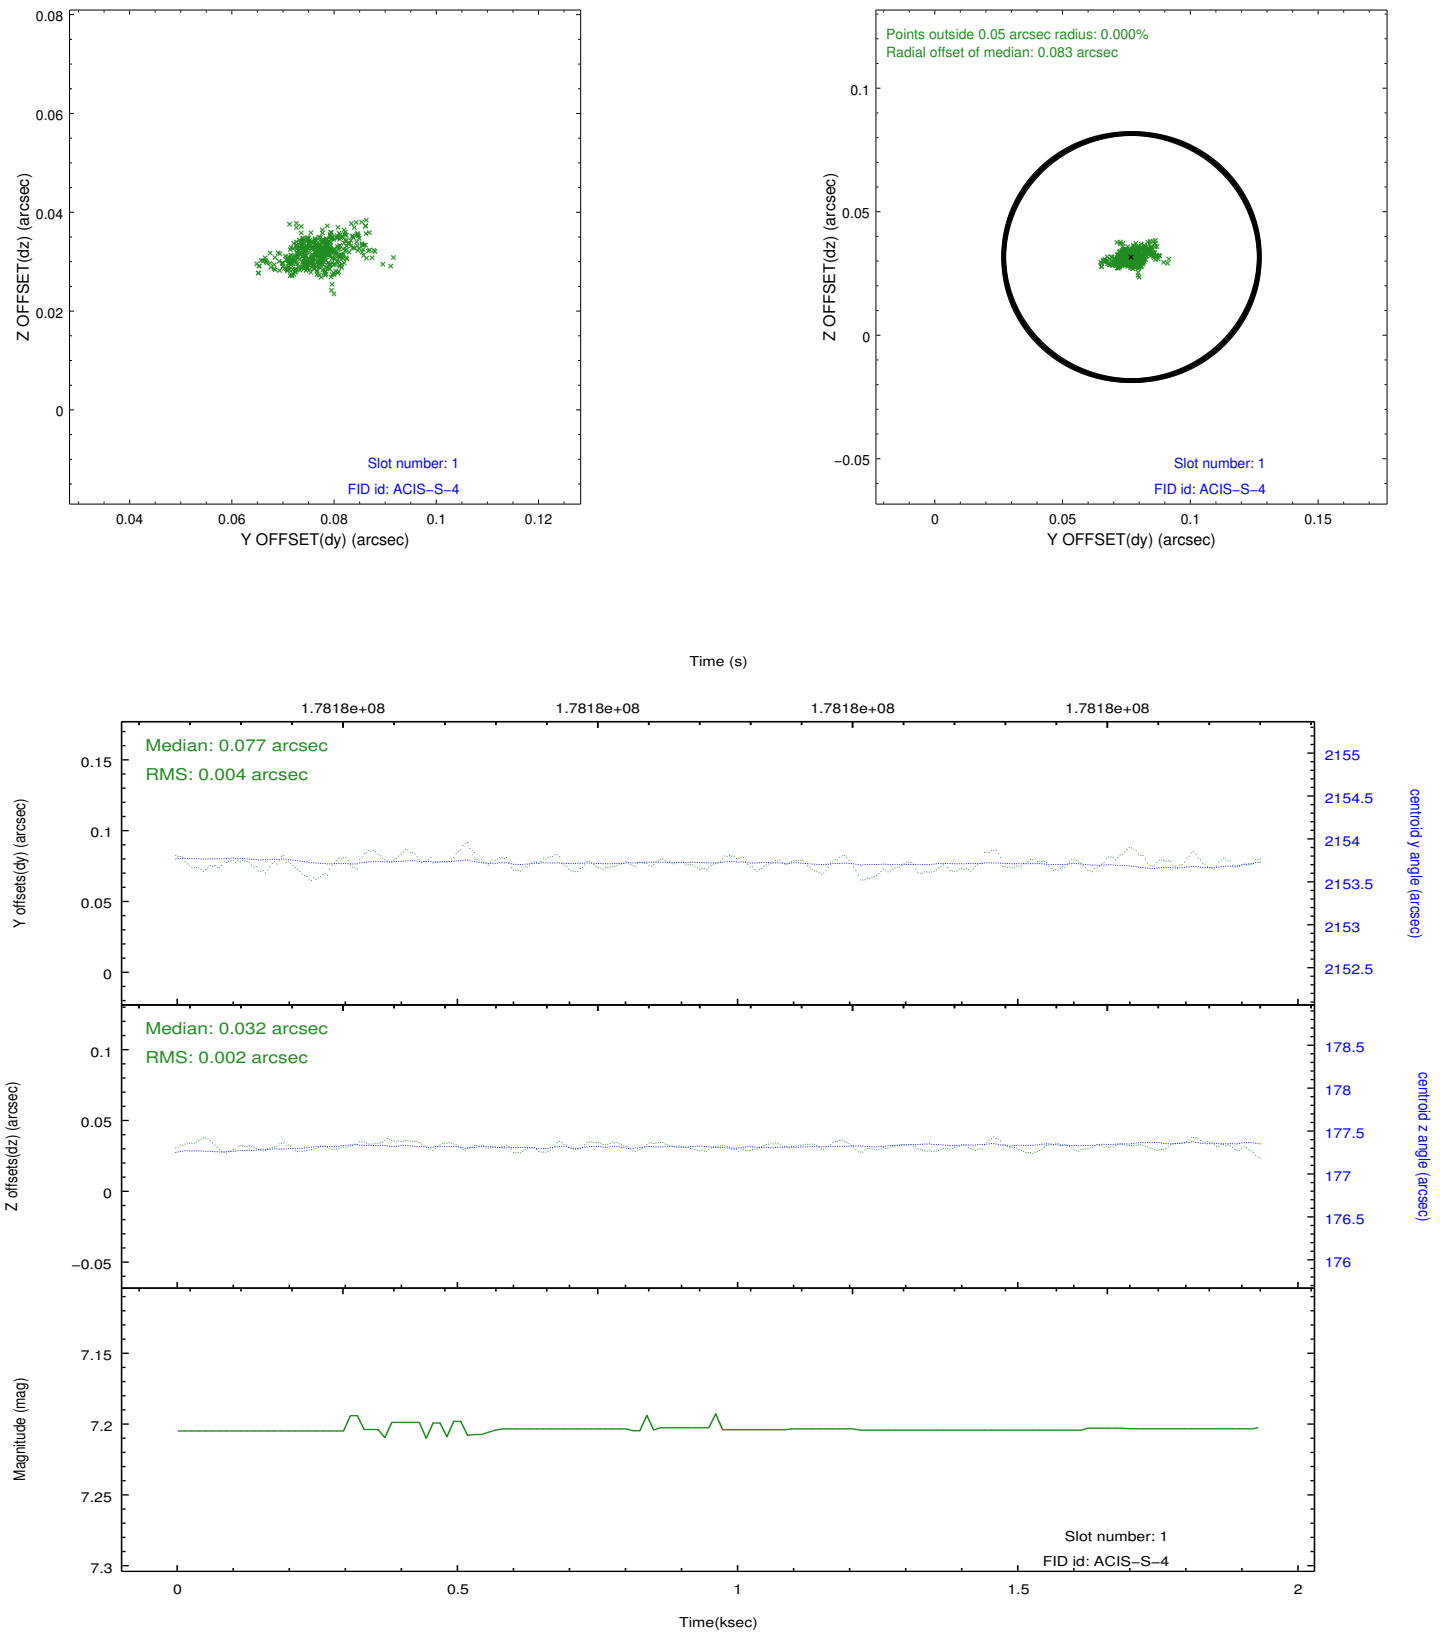 0.08
0.06
0.04
0.02
0
Z OFFSET(dz) (arcsec)
Slot number: 1
FID id: ACIS−S−4
0.04 0.06 0.08 0.1 0.12
Y OFFSET(dy) (arcsec)
Points outside 0.05 arcsec radius: 0.000%
Radial offset of median: 0.083 arcsec
0.1
0.05
0
−0.05
Z OFFSET(dz) (arcsec)
Slot number: 1
FID id: ACIS−S−4
0 0.05 0.1 0.15
Y OFFSET(dy) (arcsec)
Time (s)
1.7818e+08 1.7818e+08 1.7818e+08 1.7818e+08
Median: 0.077 arcsec
RMS: 0.004 arcsec
0.15
0.1
0.05
0
Y offsets(dy) (arcsec)
2155
2154.5
2154
2153.5
2153
2152.5
centroid y angle (arcsec)
Median: 0.032 arcsec
RMS: 0.002 arcsec
0.1
0.05
0
−0.05
Z offsets(dz) (arcsec)
178.5
178
177.5
177
176.5
176
centroid z angle (arcsec)
7.15
7.2
7.25
7.3
Magnitude (mag)
Slot number: 1
FID id: ACIS−S−4
0 0.5 1 1.5 2
Time(ksec)